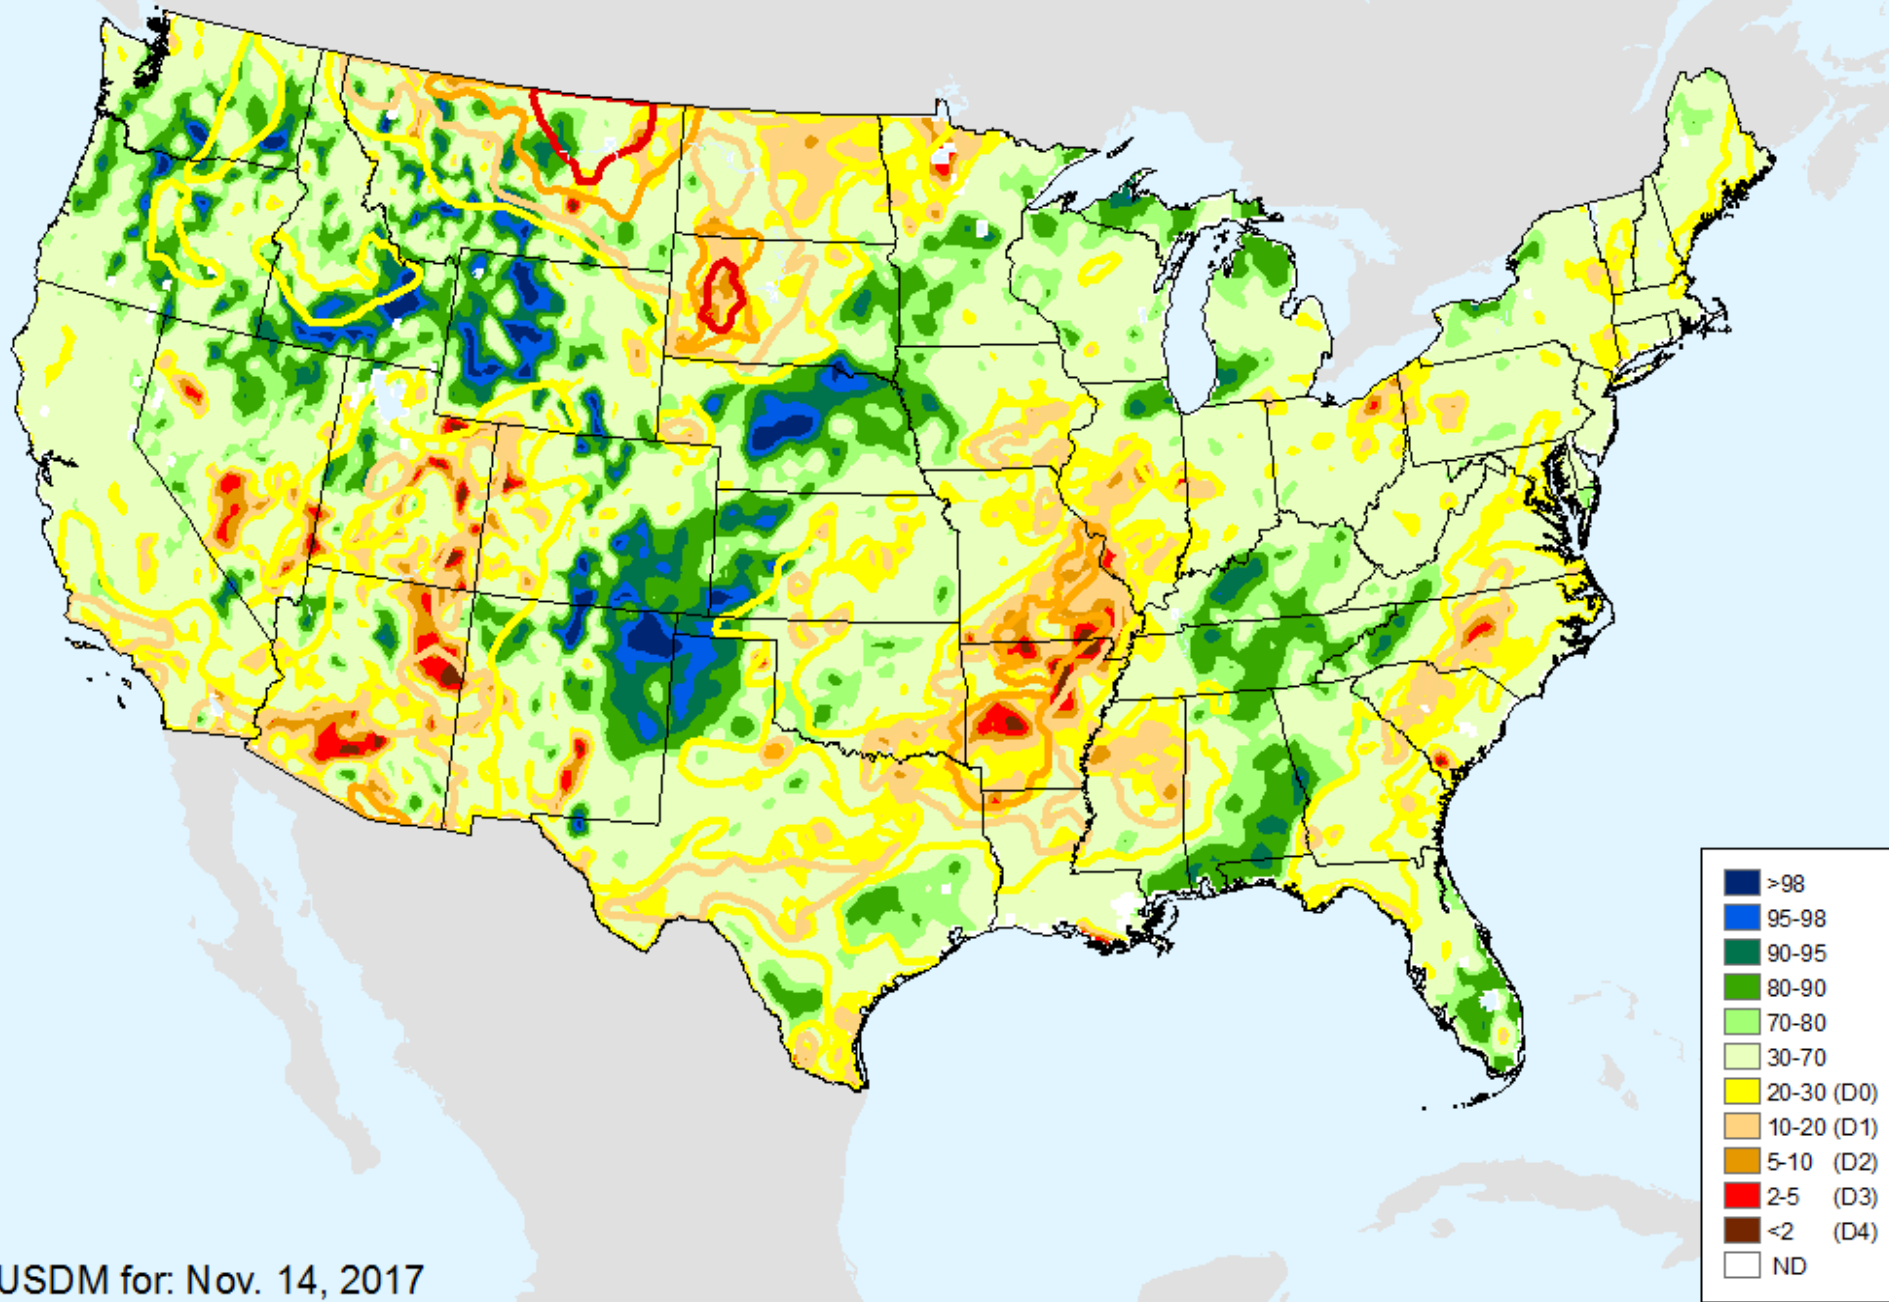 >98
95-98
90-95
80-90
70-80
30-70
20-30 (D0)
10-20 (D1)
5-10 (D2)
2-5 (D3)
<2 (D4)
ND
USDM for: Nov. 14, 2017